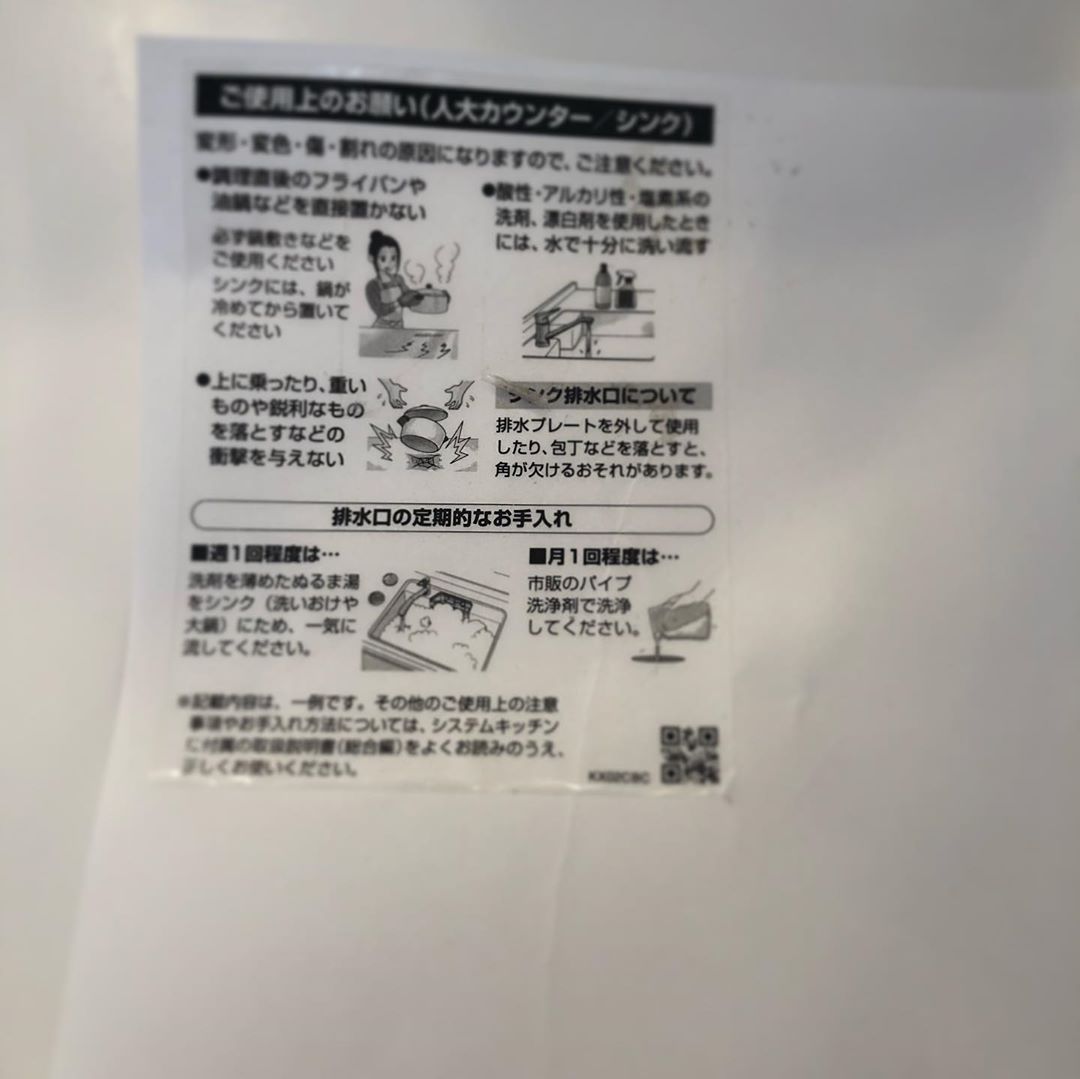 ご使用上のお願い(人大カウンター/シンク)
変形・変色・傷・割れの原因になりますので、ご注意ください。
●調理直後のフライパンや
油鍋などを直接置かない
必ず鍋敷きなどを
ご使用ください
シンクには、鍋が
冷めてから置いて
ください
●酸性・アルカリ性・塩素系の
洗剤、漂白剤を使用したとき
には、水で十分に洗い流す
●上に乗ったり、重い
ものや鋭利なもの
を落とすなどの
衝撃を与えない
シンク排水口について
排水プレートを外して使用
したり、包丁などを落とすと、
角が欠けるおそれがあります。
排水口の定期的なお手入れ
■週1回程度は…
洗剤を薄めたぬるま湯
をシンク(洗いおけや
大鍋)にため、一気に
流してください。
■月1回程度は…
市販のパイプ
洗浄剤で洗浄
してください。
※記載内容は、一例です。その他のご使用上の注意
事項やお手入れ方法については、システムキッチン
に付属の取扱説明書(総合編)をよくお読みのうえ、
正しくお使いください。
KX02CBC